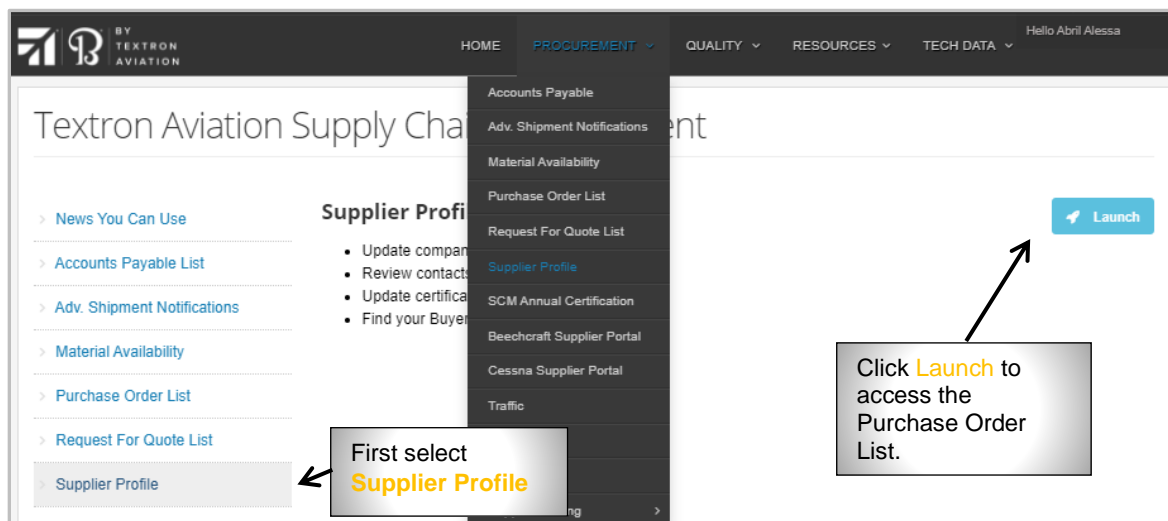 BY
TEXTRON
AVIATION
HOME PROCUREMENT QUALITY RESOURCES TECH DATA
Hello Abril Alessa
Textron Aviation Supply Chai
nt
News You Can Use
Accounts Payable List
Adv. Shipment Notifications
Material Availability
Purchase Order List
Request For Quote List
Supplier Profile
Supplier Profi
• Update compan
• Review contacts
• Update certifica
• Find your Buyer
Accounts Payable
Adv. Shipment Notifications
Material Availability
Purchase Order List
Request For Quote List
Supplier Profile
SCM Annual Certification
Beechcraft Supplier Portal
Cessna Supplier Portal
Traffic
ng
Launch
First select
Supplier Profile
Click Launch to
access the
Purchase Order
List.